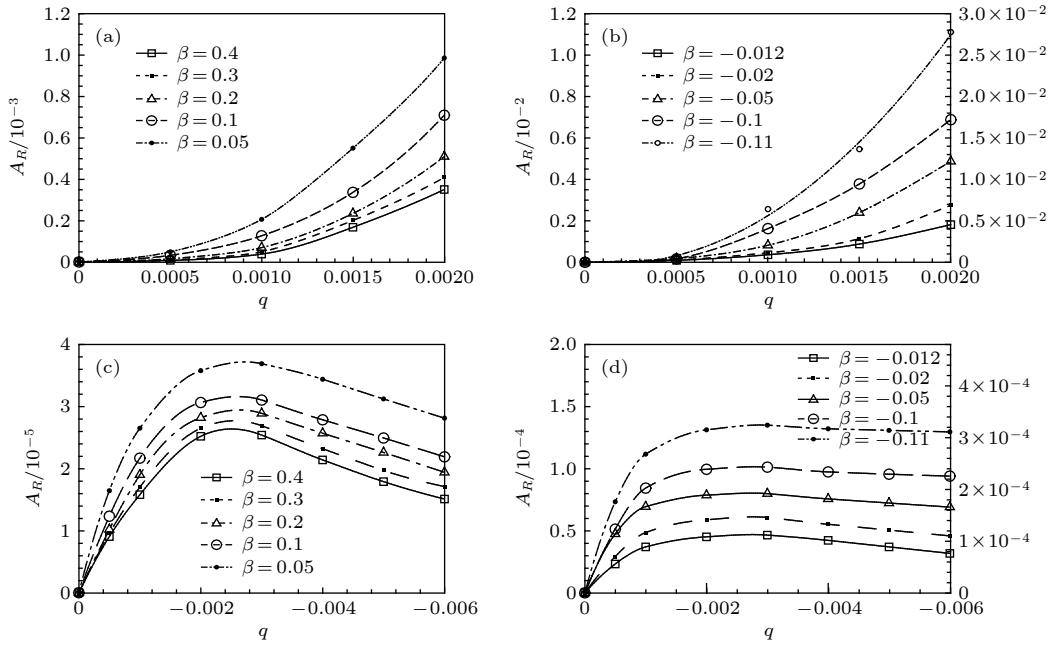 (a)
1.2
1.0
0.8
0.6
0.4
0.2
0
A_R/10⁻³
β=0.4
β=0.3
β=0.2
β=0.1
β=0.05
0 0.0005 0.0010 0.0015 0.0020
q
(b)
1.2
1.0
0.8
0.6
0.4
0.2
0
A_R/10⁻²
β=−0.012
β=−0.02
β=−0.05
β=−0.1
β=−0.11
3.0×10⁻²
2.5×10⁻²
2.0×10⁻²
1.5×10⁻²
1.0×10⁻²
0.5×10⁻²
0
0 0.0005 0.0010 0.0015 0.0020
q
(c)
4
3
2
1
0
A_R/10⁻⁵
β=0.4
β=0.3
β=0.2
β=0.1
β=0.05
0 −0.002 −0.004 −0.006
q
(d)
2.0
1.5
1.0
0.5
0
A_R/10⁻⁴
β=−0.012
β=−0.02
β=−0.05
β=−0.1
β=−0.11
4×10⁻⁴
3×10⁻⁴
2×10⁻⁴
1×10⁻⁴
0
0 −0.002 −0.004 −0.006
q